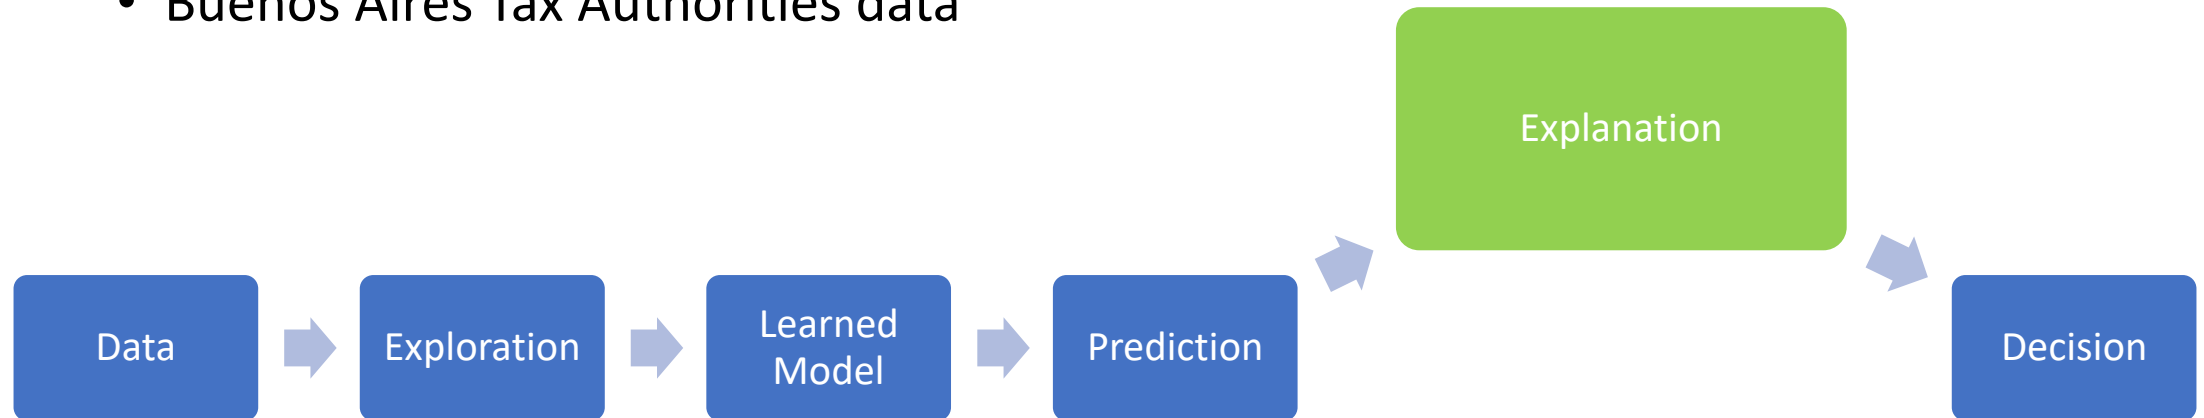 • Buenos Aires Tax Authorities data
Explanation
Data
Exploration
Learned
Model
Prediction
Decision